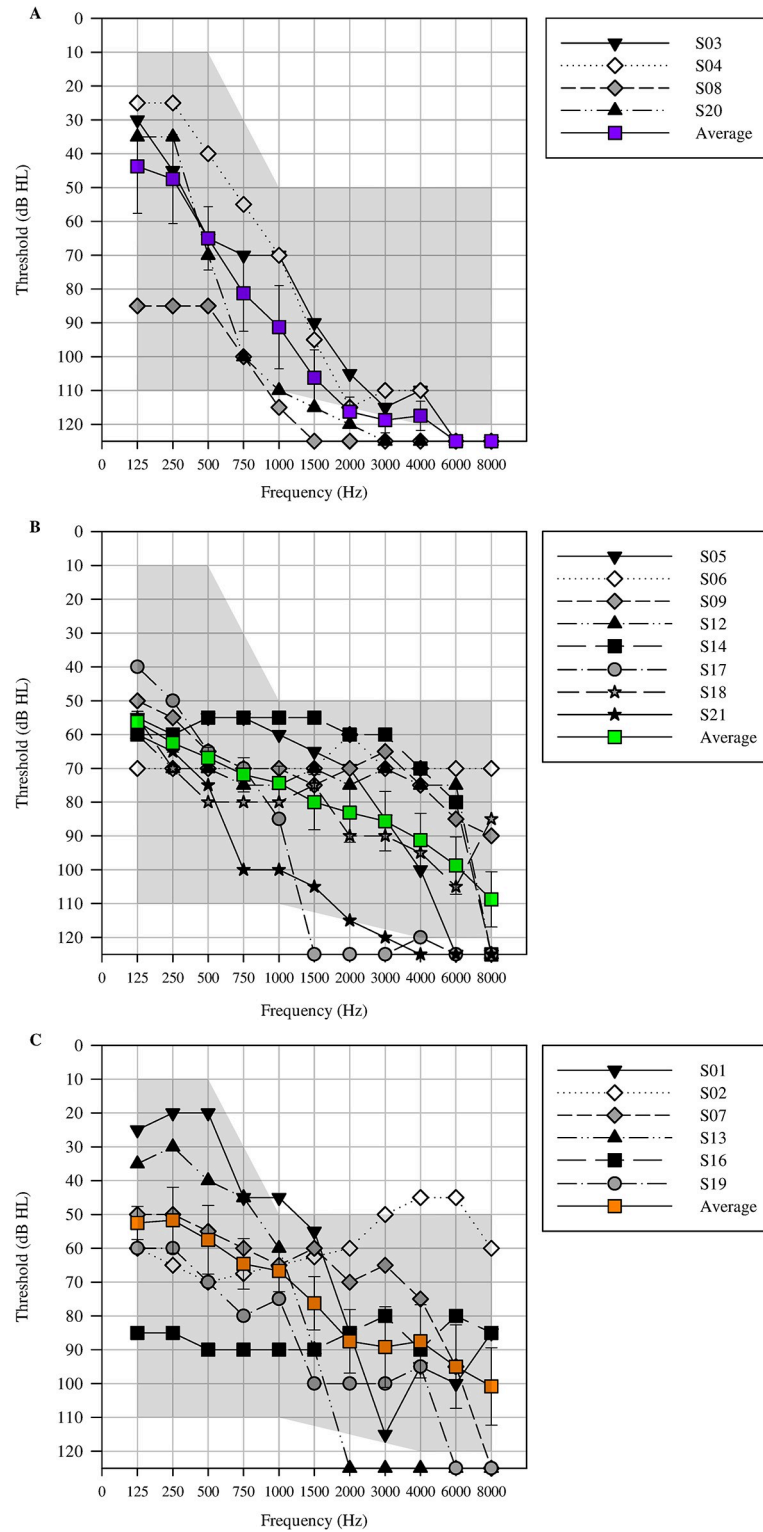 A
0
10
20
30
40
50
60
70
80
90
100
110
120
Threshold (dB HL)
0 125 250 500 750 1000 1500 2000 3000 4000 6000 8000
Frequency (Hz)
S03
S04
S08
S20
Average
B
0
10
20
30
40
50
60
70
80
90
100
110
120
Threshold (dB HL)
0 125 250 500 750 1000 1500 2000 3000 4000 6000 8000
Frequency (Hz)
S05
S06
S09
S12
S14
S17
S18
S21
Average
C
0
10
20
30
40
50
60
70
80
90
100
110
120
Threshold (dB HL)
0 125 250 500 750 1000 1500 2000 3000 4000 6000 8000
Frequency (Hz)
S01
S02
S07
S13
S16
S19
Average